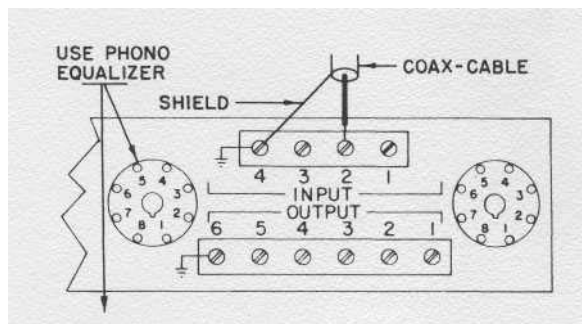 USE PHONO
EQUALIZER
COAX-CABLE
SHIELD
4 3 2 1
5 4
6 3
7 2
8 1
INPUT
OUTPUT
6 5 4 3 2 1
5 4
6 3
7 2
8 1